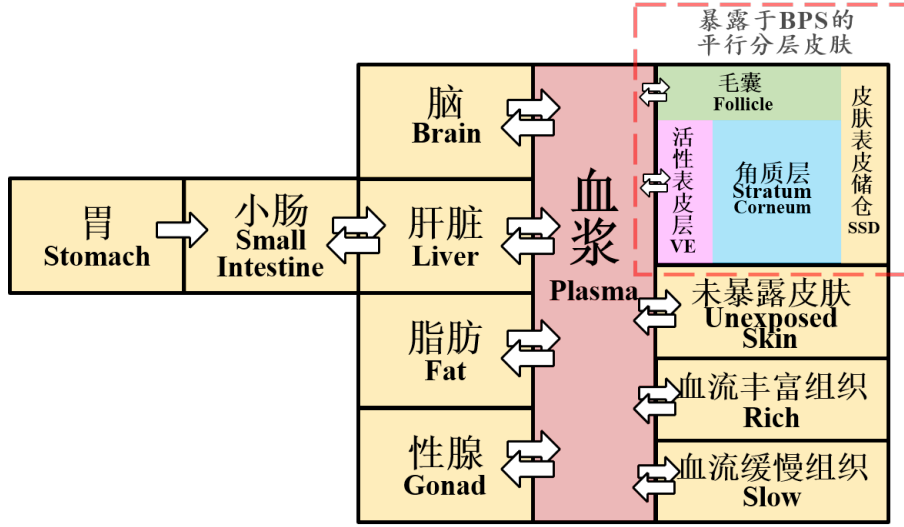 暴露于BPS的
平行分层皮肤
脑
Brain
毛囊
Follicle
皮肤表皮储仓
SSD
活性表皮层
VE
角质层
Stratum
Corneum
胃
Stomach
小肠
Small
Intestine
肝脏
Liver
血浆
Plasma
未暴露皮肤
Unexposed
Skin
脂肪
Fat
血流丰富组织
Rich
性腺
Gonad
血流缓慢组织
Slow